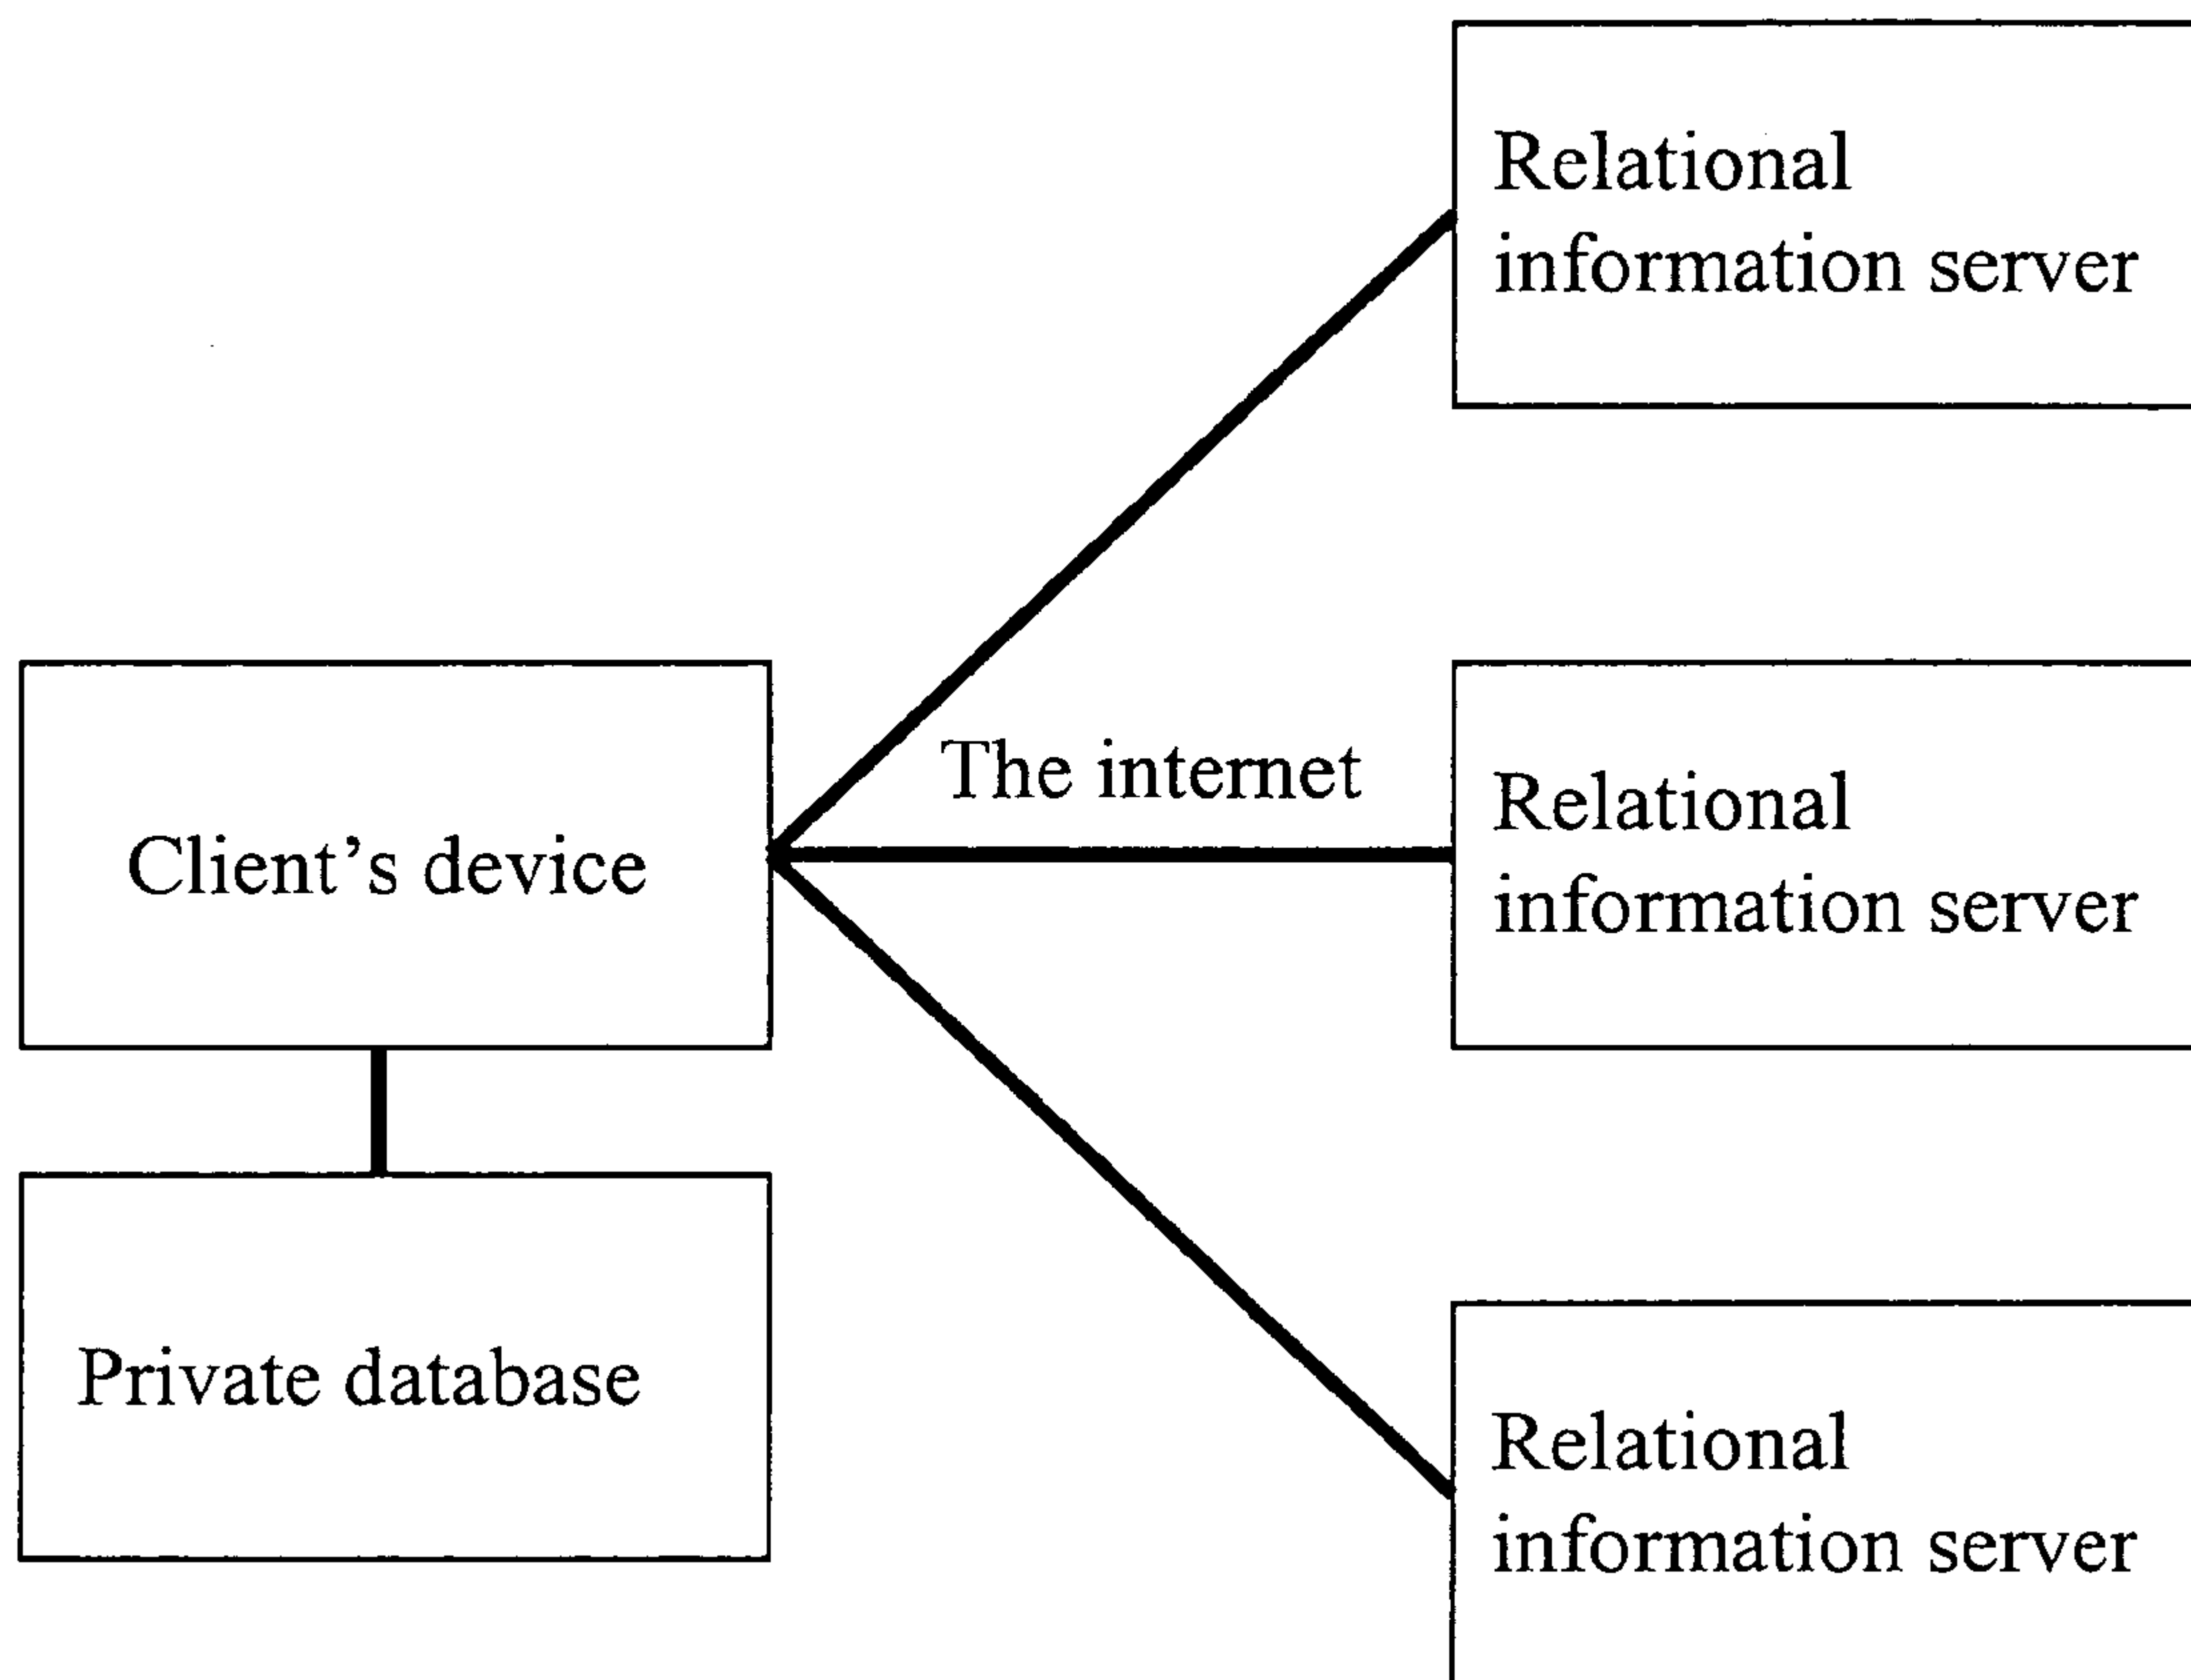 Relational
information server
The internet
Relational
information server
Client’s device
Private database
Relational
information server